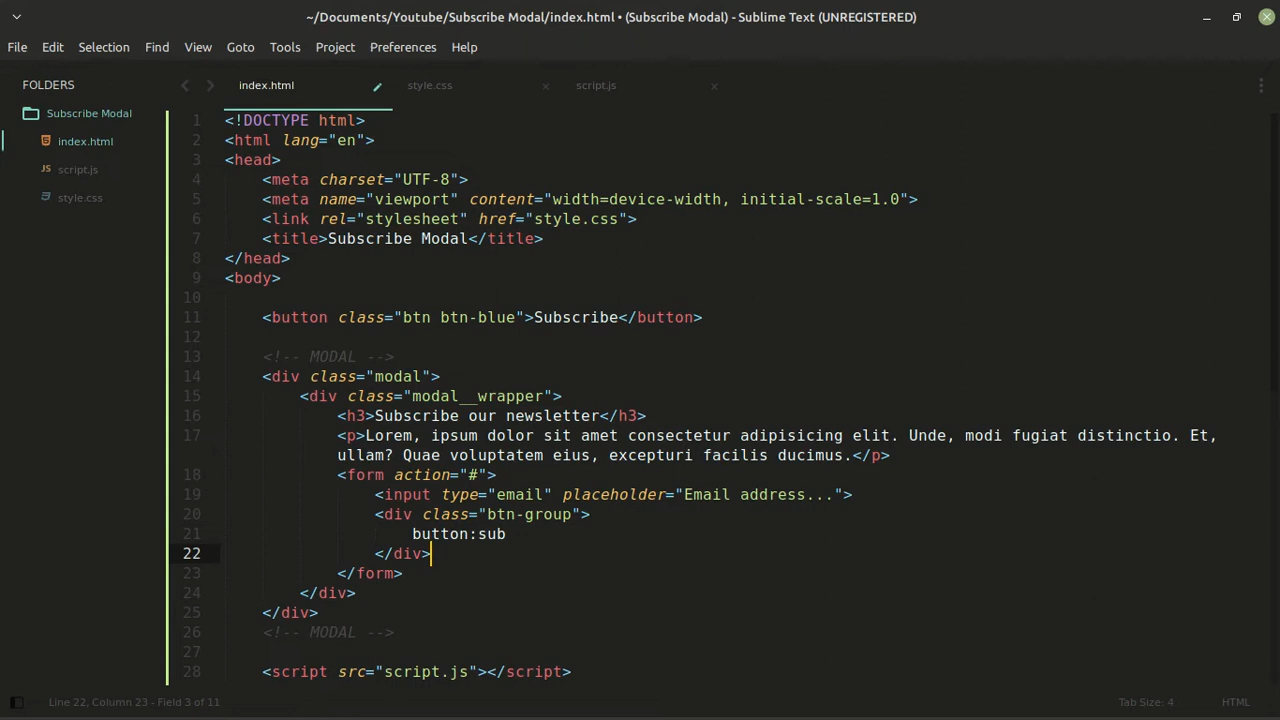 ~/Documents/Youtube/Subscribe Modal/index.html • (Subscribe Modal) - Sublime Text (UNREGISTERED)
File Edit Selection Find View Goto Tools Project Preferences Help
FOLDERS
Subscribe Modal
index.html
script.js
style.css
index.html style.css script.js
1 <!DOCTYPE html>
2 <html lang="en">
3 <head>
4 <meta charset="UTF-8">
5 <meta name="viewport" content="width=device-width, initial-scale=1.0">
6 <link rel="stylesheet" href="style.css">
7 <title>Subscribe Modal</title>
8 </head>
9 <body>
10
11 <button class="btn btn-blue">Subscribe</button>
12
13 <!-- MODAL -->
14 <div class="modal">
15 <div class="modal__wrapper">
16 <h3>Subscribe our newsletter</h3>
17 <p>Lorem, ipsum dolor sit amet consectetur adipisicing elit. Unde, modi fugiat distinctio. Et,
ullam? Quae voluptatem eius, excepturi facilis ducimus.</p>
18 <form action="#">
19 <input type="email" placeholder="Email address...">
20 <div class="btn-group">
21 button:sub
22 </div>
23 </form>
24 </div>
25 </div>
26 <!-- MODAL -->
27
28 <script src="script.js"></script>
Line 22, Column 23 - Field 3 of 11 Tab Size: 4 HTML